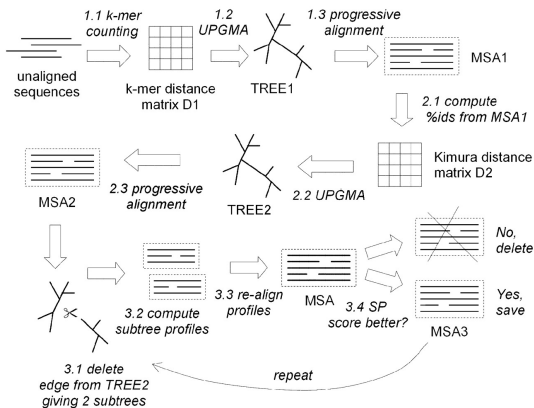 1.1 k-mer
counting
1.2
UPGMA
1.3 progressive
alignment
unaligned
sequences
k-mer distance
matrix D1
TREE1
MSA1
2.1 compute
%ids from MSA1
Kimura distance
matrix D2
2.2 UPGMA
TREE2
2.3 progressive
alignment
MSA2
3.1 delete
edge from TREE2
giving 2 subtrees
3.2 compute
subtree profiles
3.3 re-align
profiles
MSA
3.4 SP
score better?
No,
delete
Yes,
save
MSA3
repeat